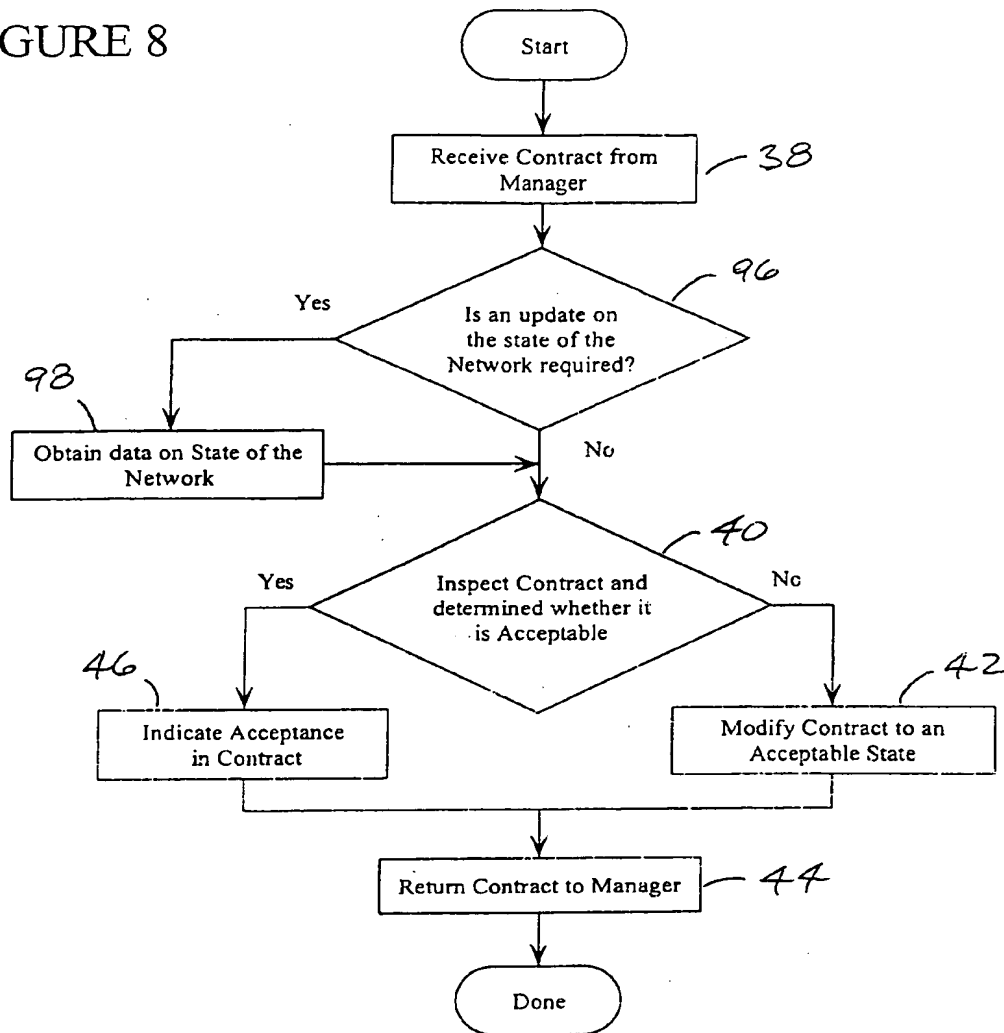 GURE 8
Start
Receive Contract from
Manager
38
96
Yes
Is an update on
the state of the
Network required?
98
No
Obtain data on State of the
Network
40
Yes
No
Inspect Contract and
determined whether it
is Acceptable
46
42
Indicate Acceptance
in Contract
Modify Contract to an
Acceptable State
Return Contract to Manager
44
Done